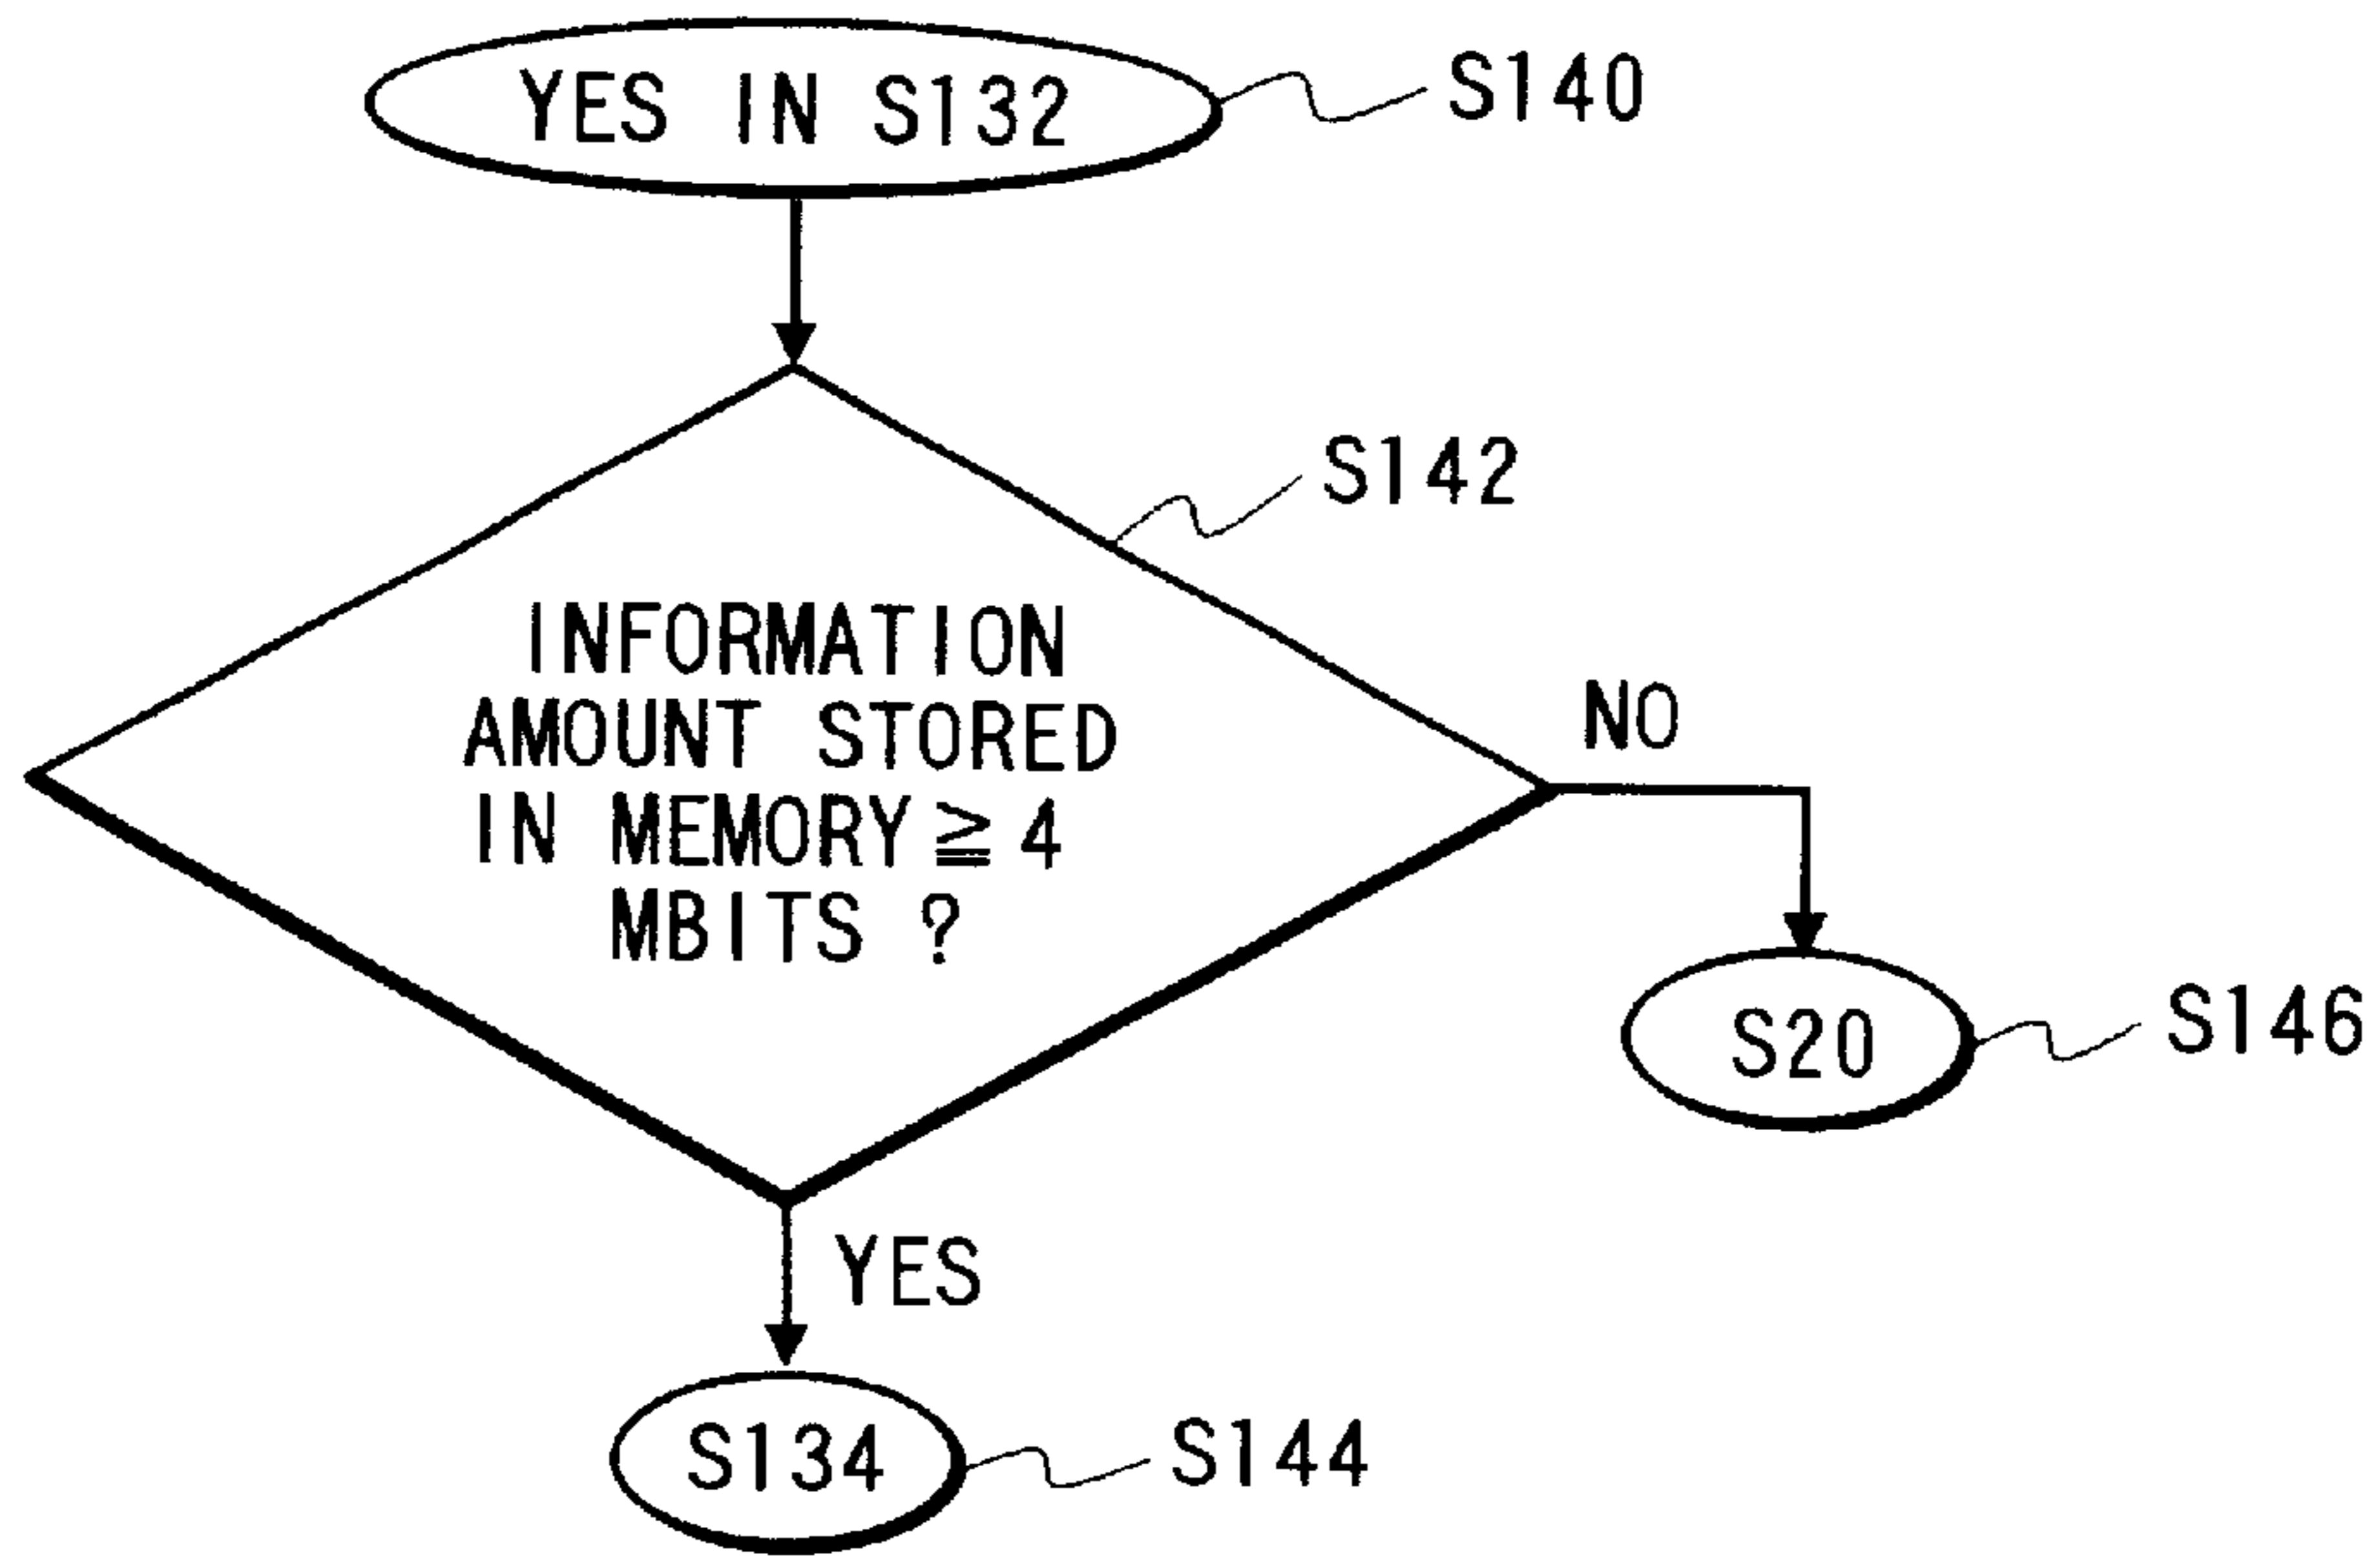 YES IN S132
S140
S142
INFORMATION
AMOUNT STORED
IN MEMORY ≧ 4
MBITS ?
NO
S20
S146
YES
S134
S144